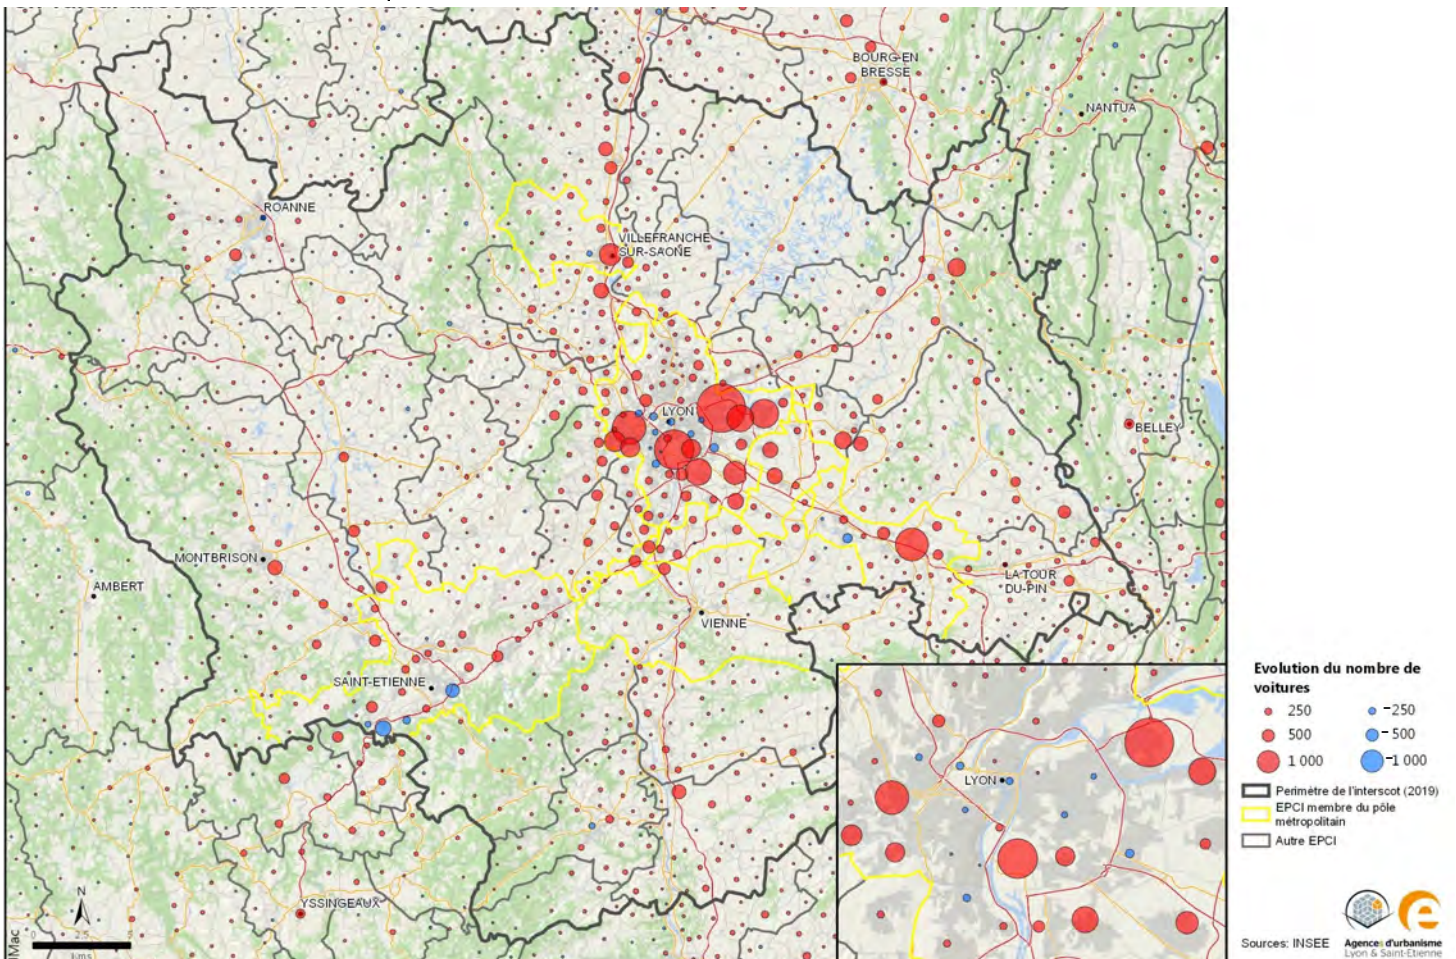 BOURG-EN
BRESSE
NANTUA
ROANNE
VILLEFRANCHE
SUR-SAONE
LYON
BELLEY
MONTBRISON
AMBERT
LA TOUR
DU-PIN
VIENNE
SAINT-ETIENNE
YSSINGEAUX
N
LYON
Evolution du nombre de
voitures
250 -250
500 -500
1 000 -1 000
Perimètre de l'interscot (2019)
EPCI membre du pôle
métropolitain
Autre EPCI
Sources: INSEE
Agences d'urbanisme
Lyon & Saint-Etienne